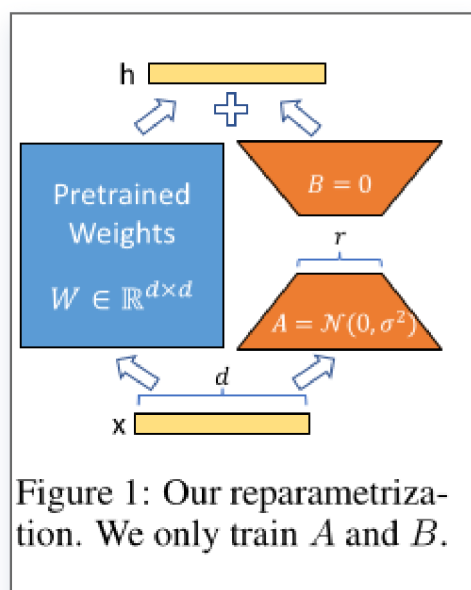 h
Pretrained
Weights
W ∈ ℝ^{d×d}
B = 0
r
A = 𝒩(0, σ²)
d
x
Figure 1: Our reparametriza-
tion. We only train A and B.